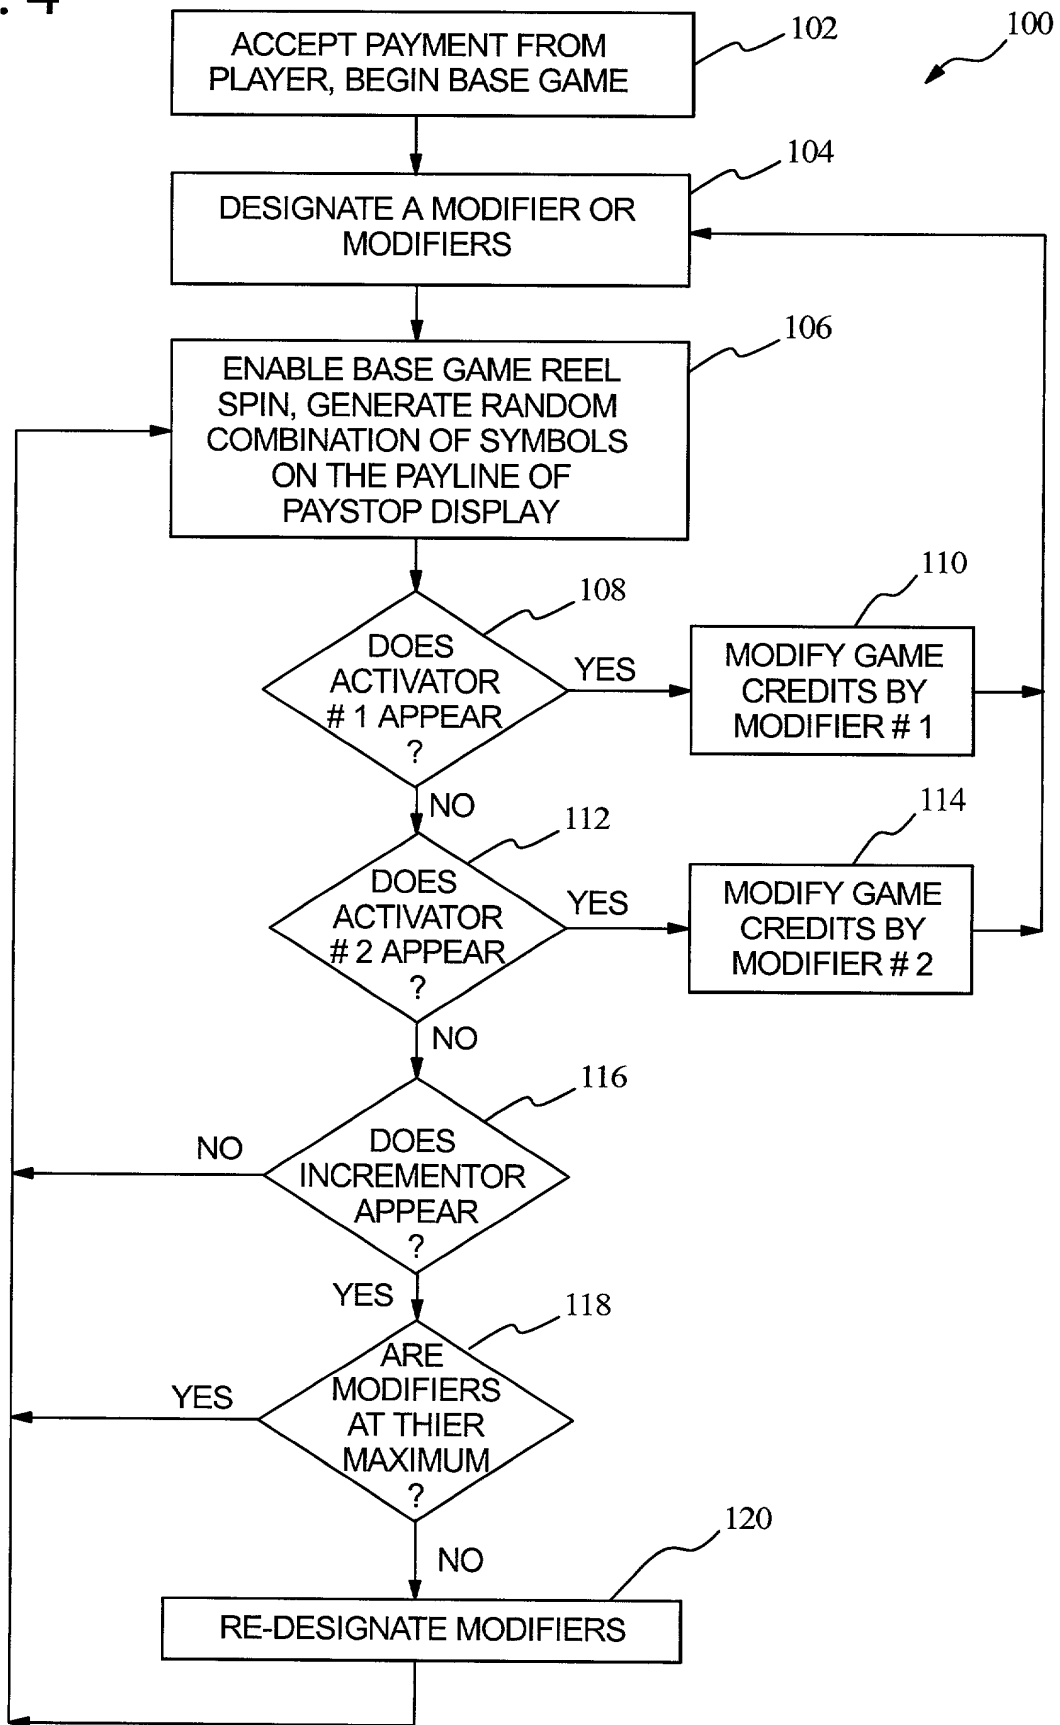 . 4
100
ACCEPT PAYMENT FROM
PLAYER, BEGIN BASE GAME
102
DESIGNATE A MODIFIER OR
MODIFIERS
104
ENABLE BASE GAME REEL
SPIN, GENERATE RANDOM
COMBINATION OF SYMBOLS
ON THE PAYLINE OF
PAYSTOP DISPLAY
106
DOES
ACTIVATOR
# 1 APPEAR
?
108
YES
MODIFY GAME
CREDITS BY
MODIFIER # 1
110
NO
DOES
ACTIVATOR
# 2 APPEAR
?
112
YES
MODIFY GAME
CREDITS BY
MODIFIER # 2
114
NO
DOES
INCREMENTOR
APPEAR
?
116
NO
YES
ARE
MODIFIERS
AT THIER
MAXIMUM
?
118
YES
NO
RE-DESIGNATE MODIFIERS
120